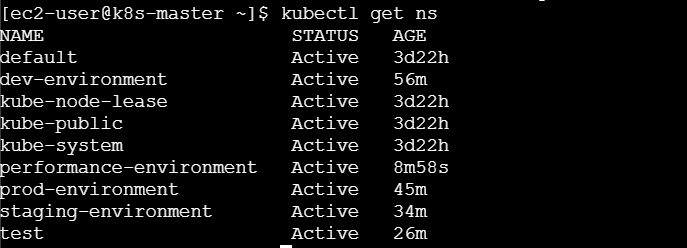 [ec2-user@k8s-master ~]$ kubectl get ns
NAME                      STATUS   AGE
default                   Active   3d22h
dev-environment           Active   56m
kube-node-lease           Active   3d22h
kube-public               Active   3d22h
kube-system               Active   3d22h
performance-environment   Active   8m58s
prod-environment          Active   45m
staging-environment       Active   34m
test                      Active   26m